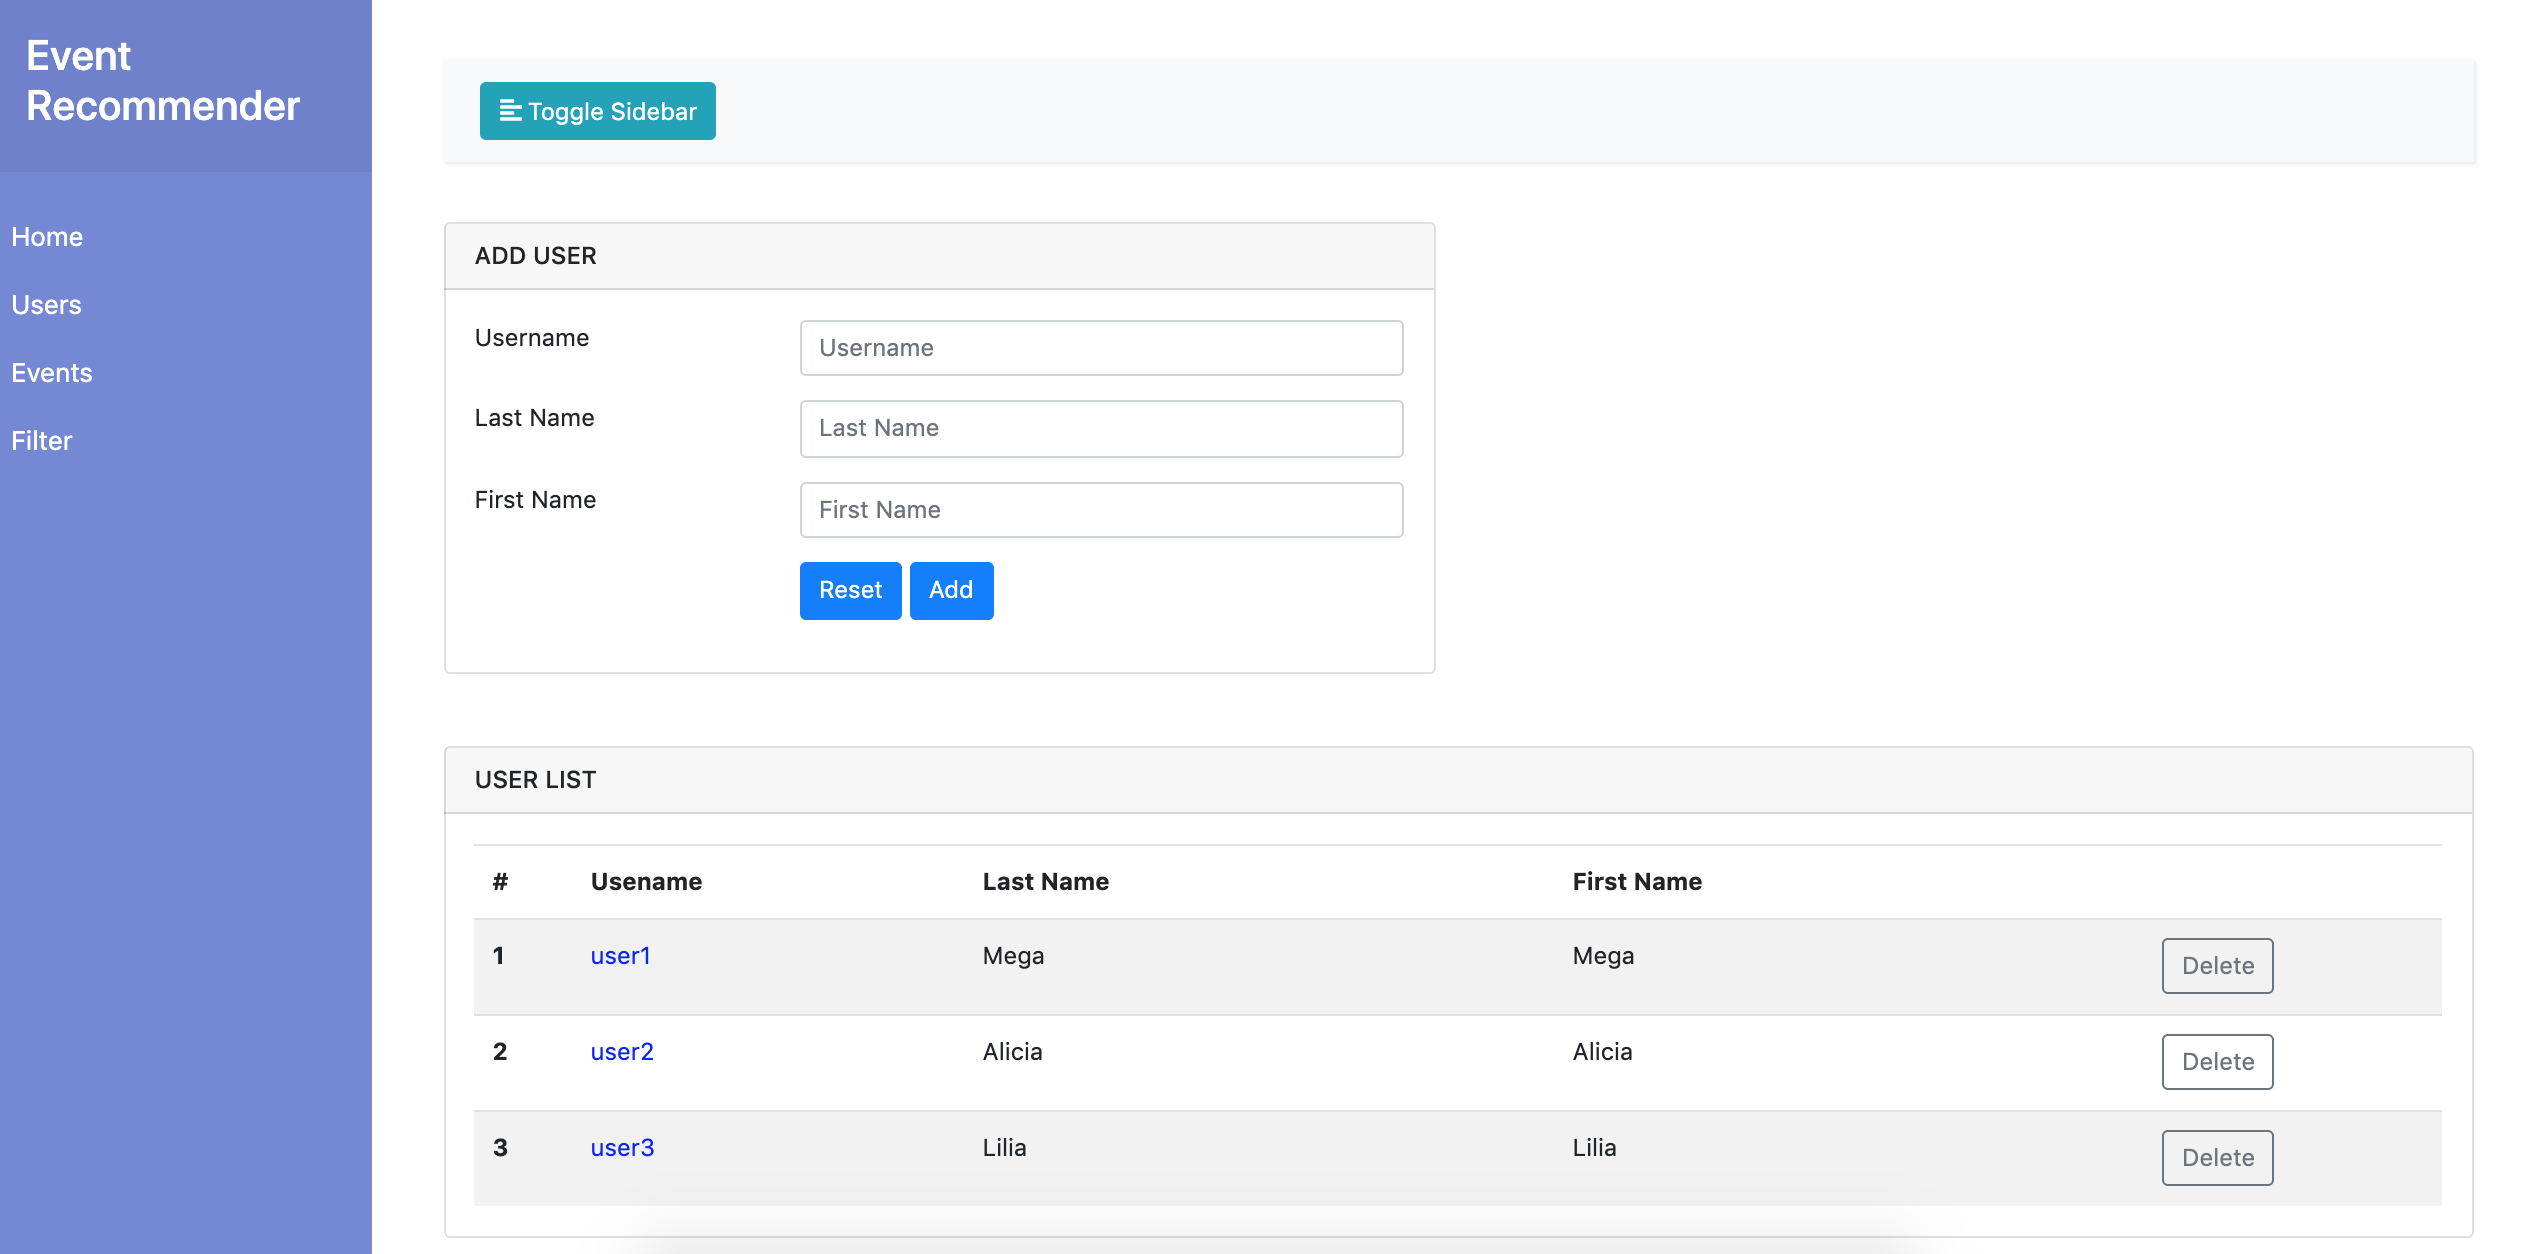 Event
Recommender
Home
Users
Events
Filter
Toggle Sidebar
ADD USER
Username Username
Last Name Last Name
First Name First Name
Reset Add
USER LIST
# Usename Last Name First Name
1 user1 Mega Mega Delete
2 user2 Alicia Alicia Delete
3 user3 Lilia Lilia Delete